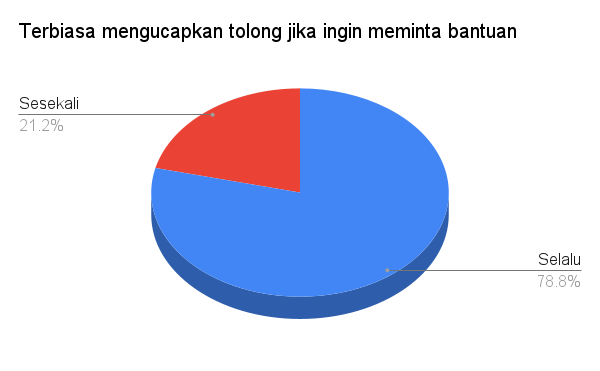 Terbiasa mengucapkan tolong jika ingin meminta bantuan
Sesekali
21.2%
Selalu
78.8%